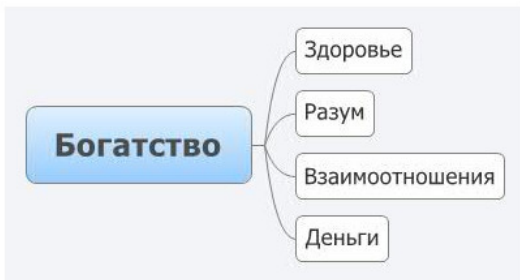 Богатство
Здоровье
Разум
Взаимоотношения
Деньги